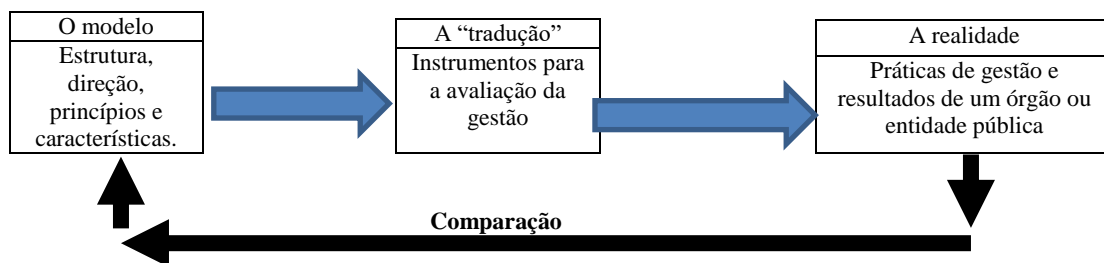 O modelo
Estrutura,
direção,
princípios e
características.
A “tradução”
Instrumentos para
a avaliação da
gestão
A realidade
Práticas de gestão e
resultados de um órgão ou
entidade pública
Comparação